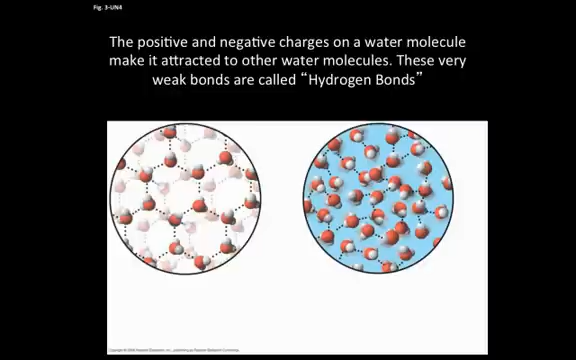 Fig. 3-UN4
The positive and negative charges on a water molecule
make it attracted to other water molecules. These very
weak bonds are called “Hydrogen Bonds”